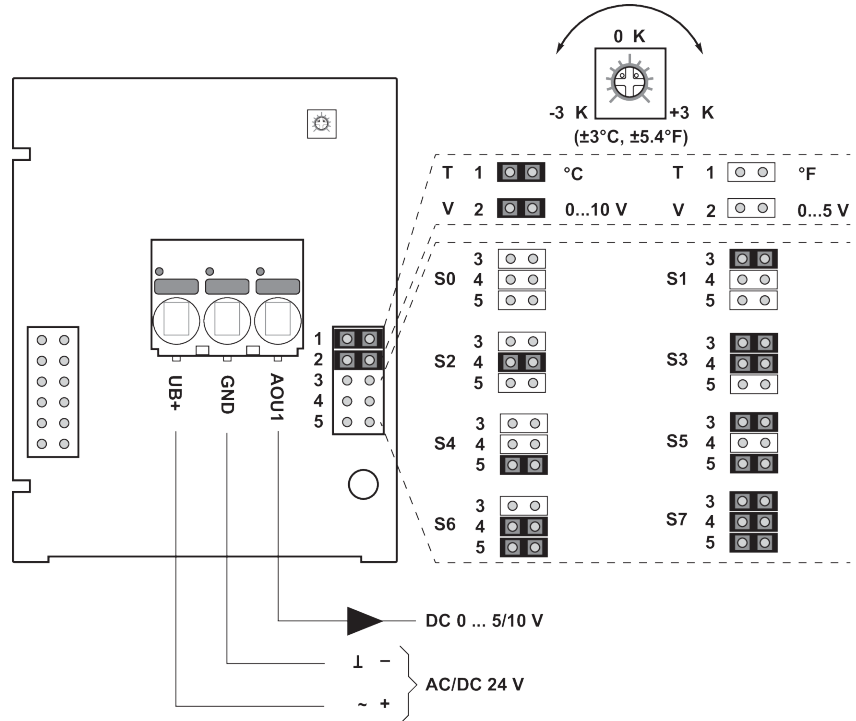 0 K
-3 K +3 K
(±3°C, ±5.4°F)
T 1 °C T 1 °F
V 2 0...10 V V 2 0...5 V
S0 3 4 5
S1 3 4 5
S2 3 4 5
S3 3 4 5
S4 3 4 5
S5 3 4 5
S6 3 4 5
S7 3 4 5
1
2
3
4
5
UB+
GND
AOU1
DC 0 ... 5/10 V
⊥ –
~ +
AC/DC 24 V